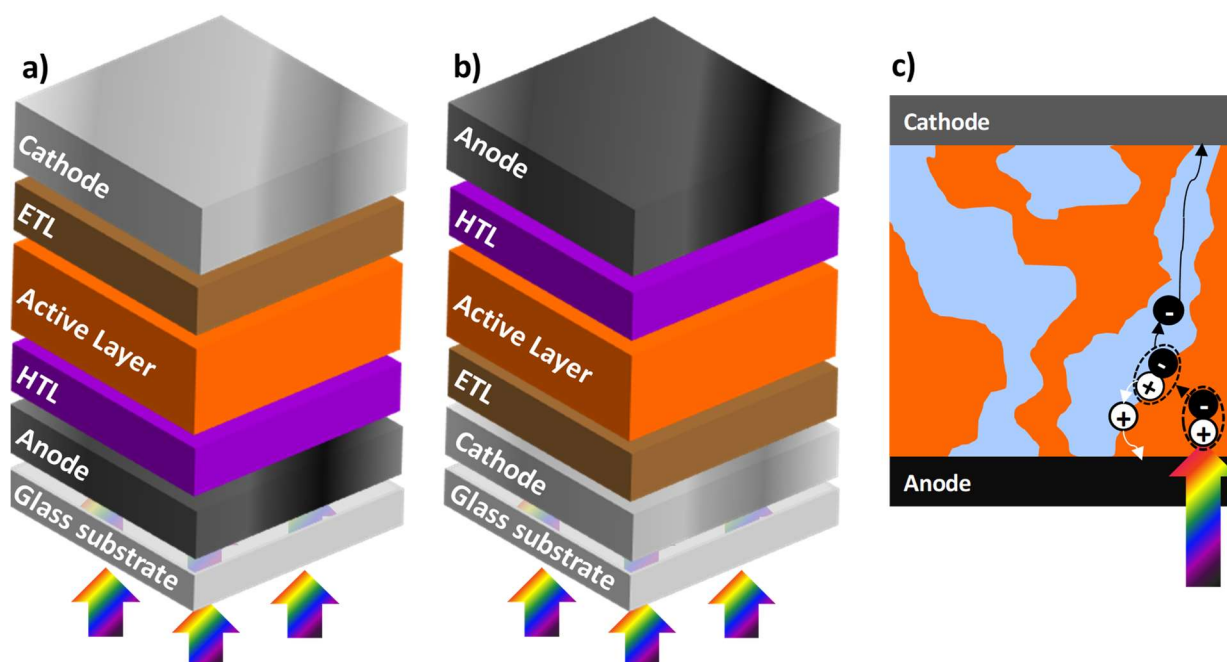 a)
Cathode
ETL
Active Layer
HTL
Anode
Glass substrate
b)
Anode
HTL
Active Layer
ETL
Cathode
Glass substrate
c)
Cathode
-
-
+
+
-
+
Anode